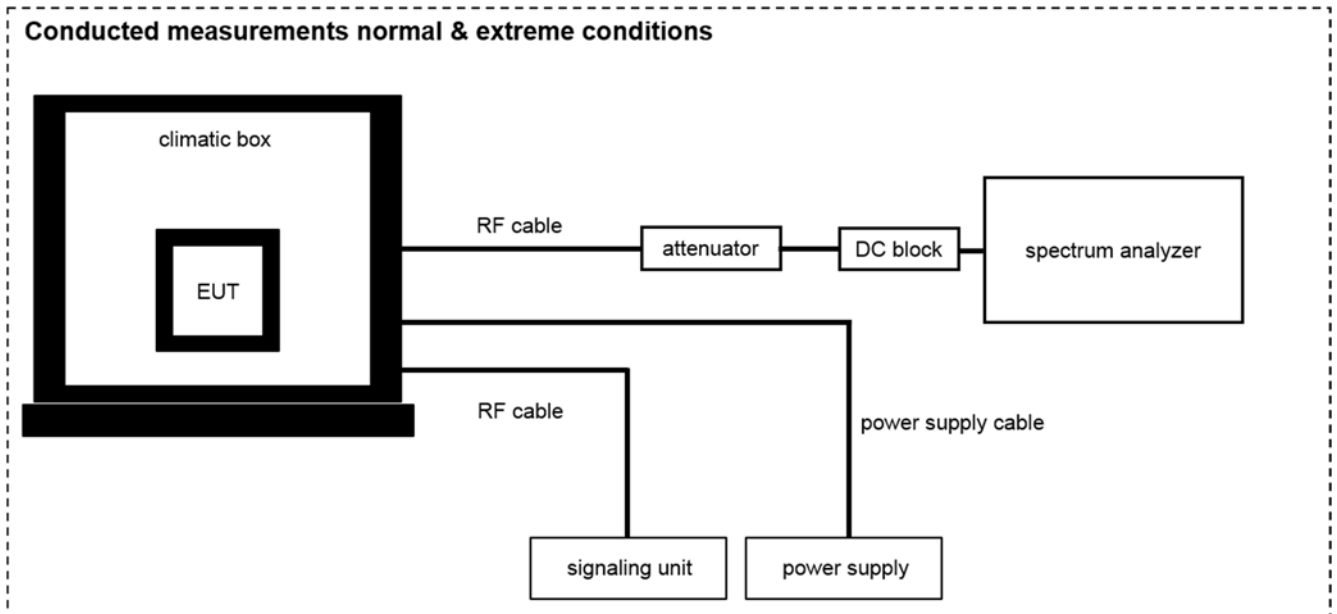 Conducted measurements normal & extreme conditions
climatic box
EUT
RF cable
attenuator
DC block
spectrum analyzer
RF cable
power supply cable
signaling unit
power supply